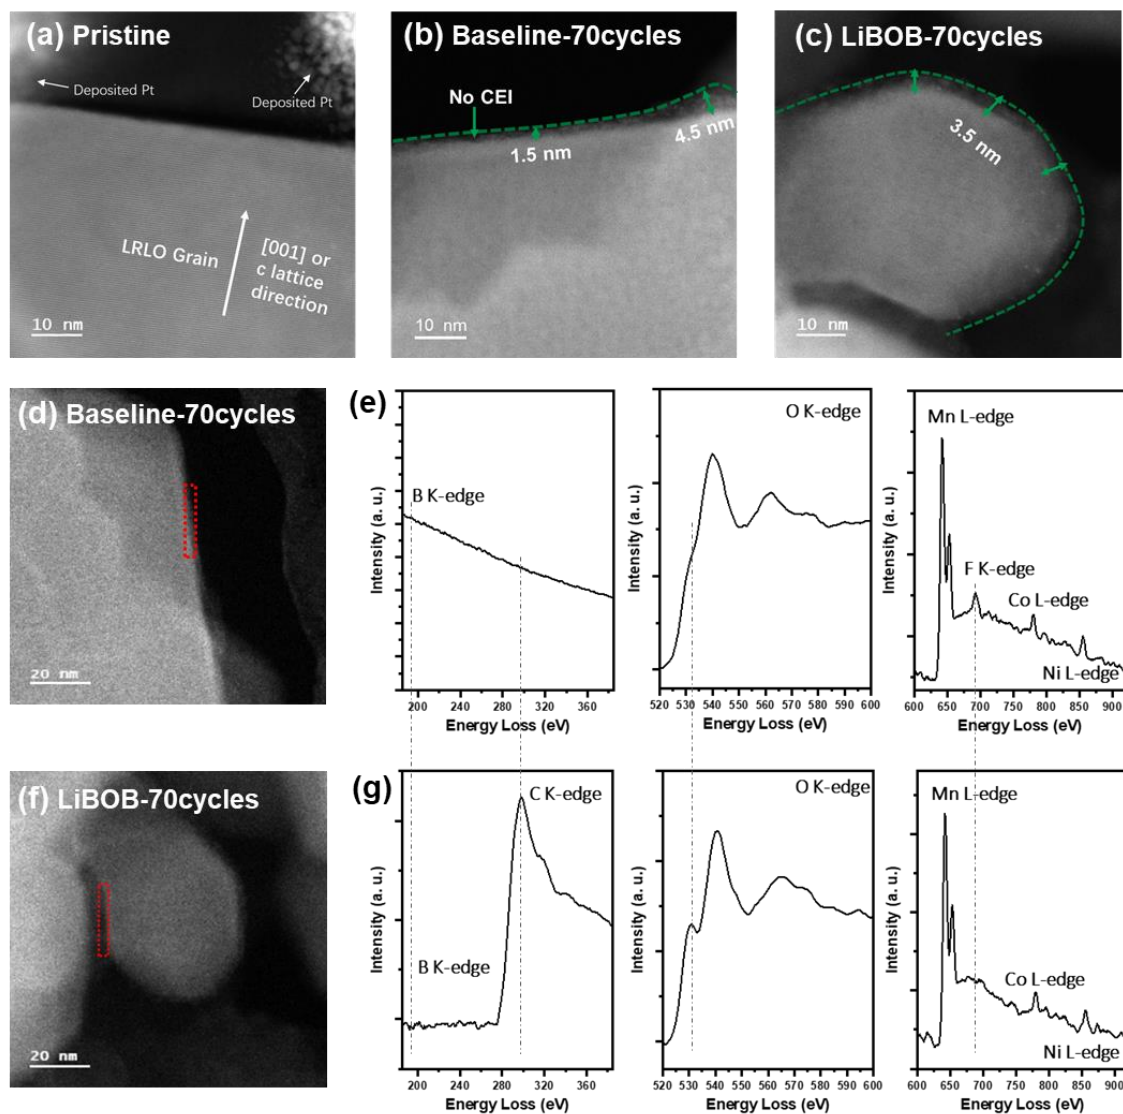 (a) Pristine
Deposited Pt
Deposited Pt
LRLO Grain
[001] or
c lattice
direction
10 nm
(b) Baseline-70cycles
No CEI
1.5 nm
4.5 nm
10 nm
(c) LiBOB-70cycles
3.5 nm
10 nm
(d) Baseline-70cycles
20 nm
(e)
Intensity (a. u.)
B K-edge
200 240 280 320 360
Energy Loss (eV)
Intensity (a. u.)
O K-edge
520 530 540 550 560 570 580 590 600
Energy Loss (eV)
Intensity (a. u.)
Mn L-edge
F K-edge
Co L-edge
Ni L-edge
600 650 700 750 800 850 900
Energy Loss (eV)
(f) LiBOB-70cycles
20 nm
(g)
Intensity (a. u.)
C K-edge
B K-edge
200 240 280 320 360
Energy Loss (eV)
Intensity (a. u.)
O K-edge
520 530 540 550 560 570 580 590 600
Energy Loss (eV)
Intensity (a. u.)
Mn L-edge
Co L-edge
Ni L-edge
600 650 700 750 800 850 900
Energy Loss (eV)